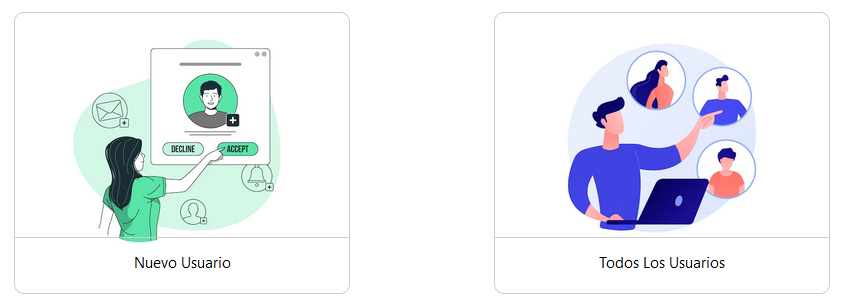 DECLINE
ACCEPT
Nuevo Usuario
Todos Los Usuarios